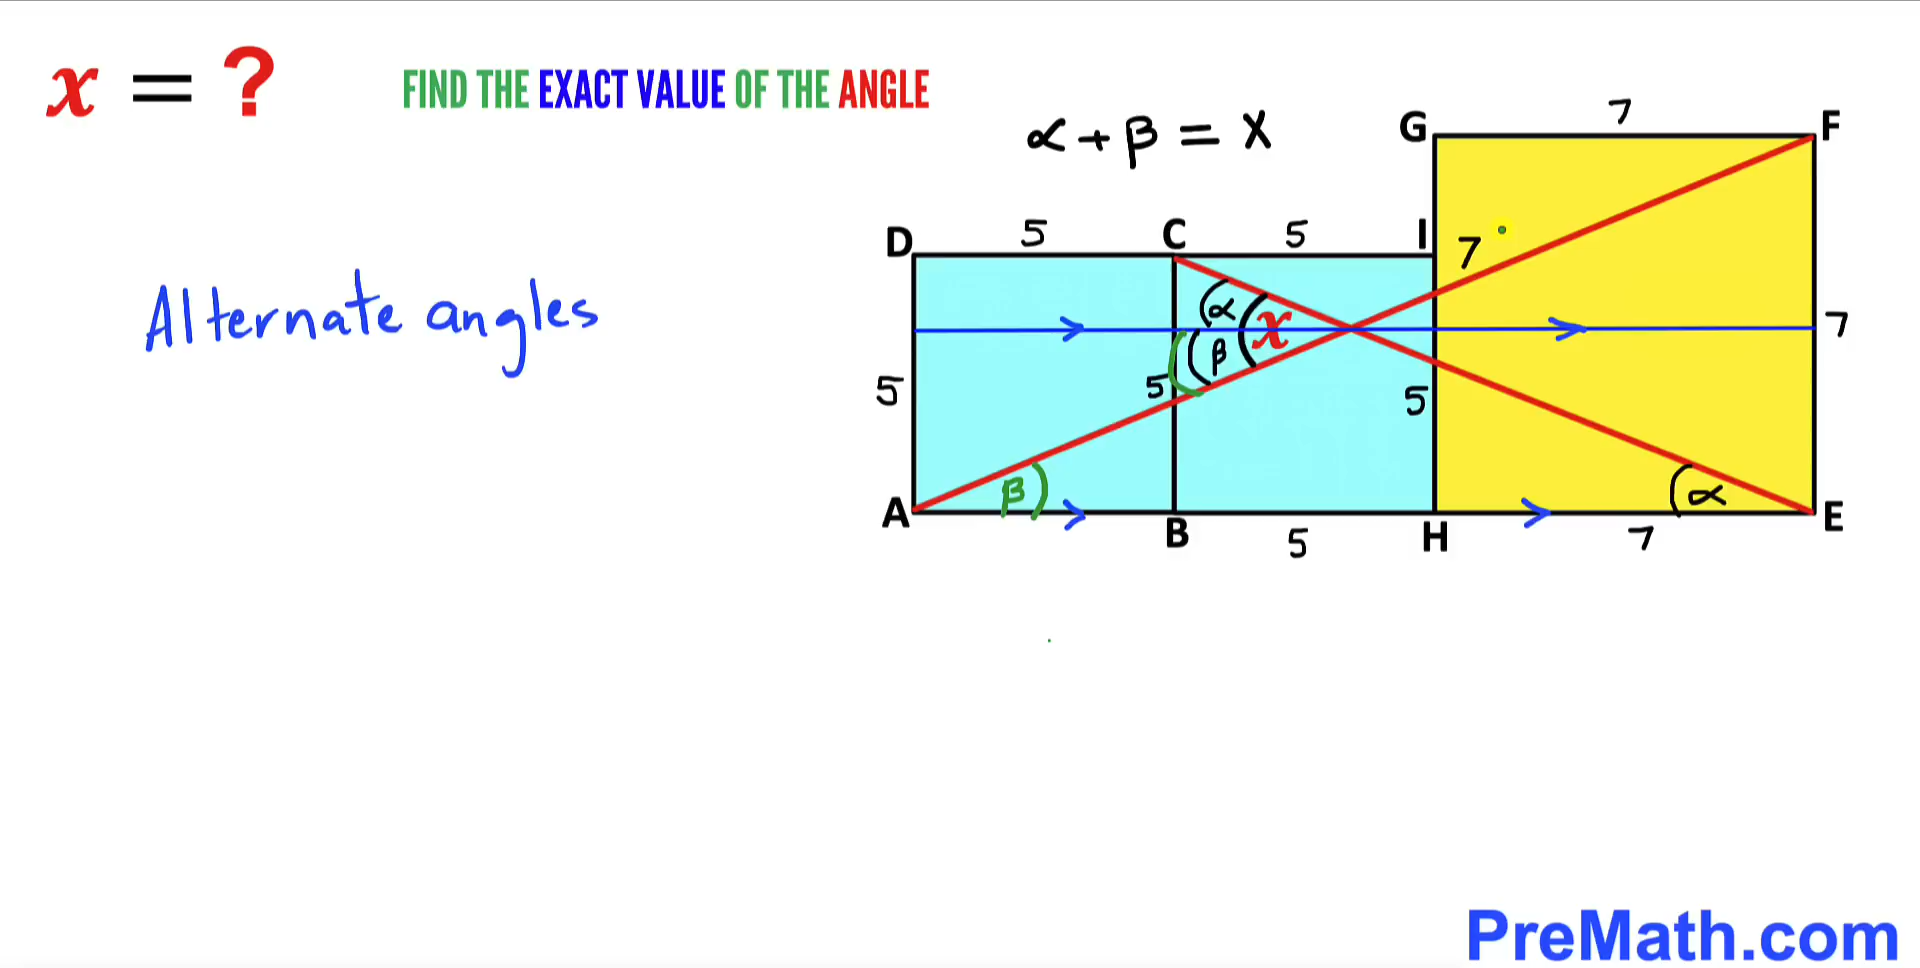 x = ?
FIND THE EXACT VALUE OF THE ANGLE
α + β = x
7
G
F
D
5
C
5
I
7
Alternate angles
α
x
β
7
5
5
5
β
α
A
B
5
H
7
E
PreMath.com